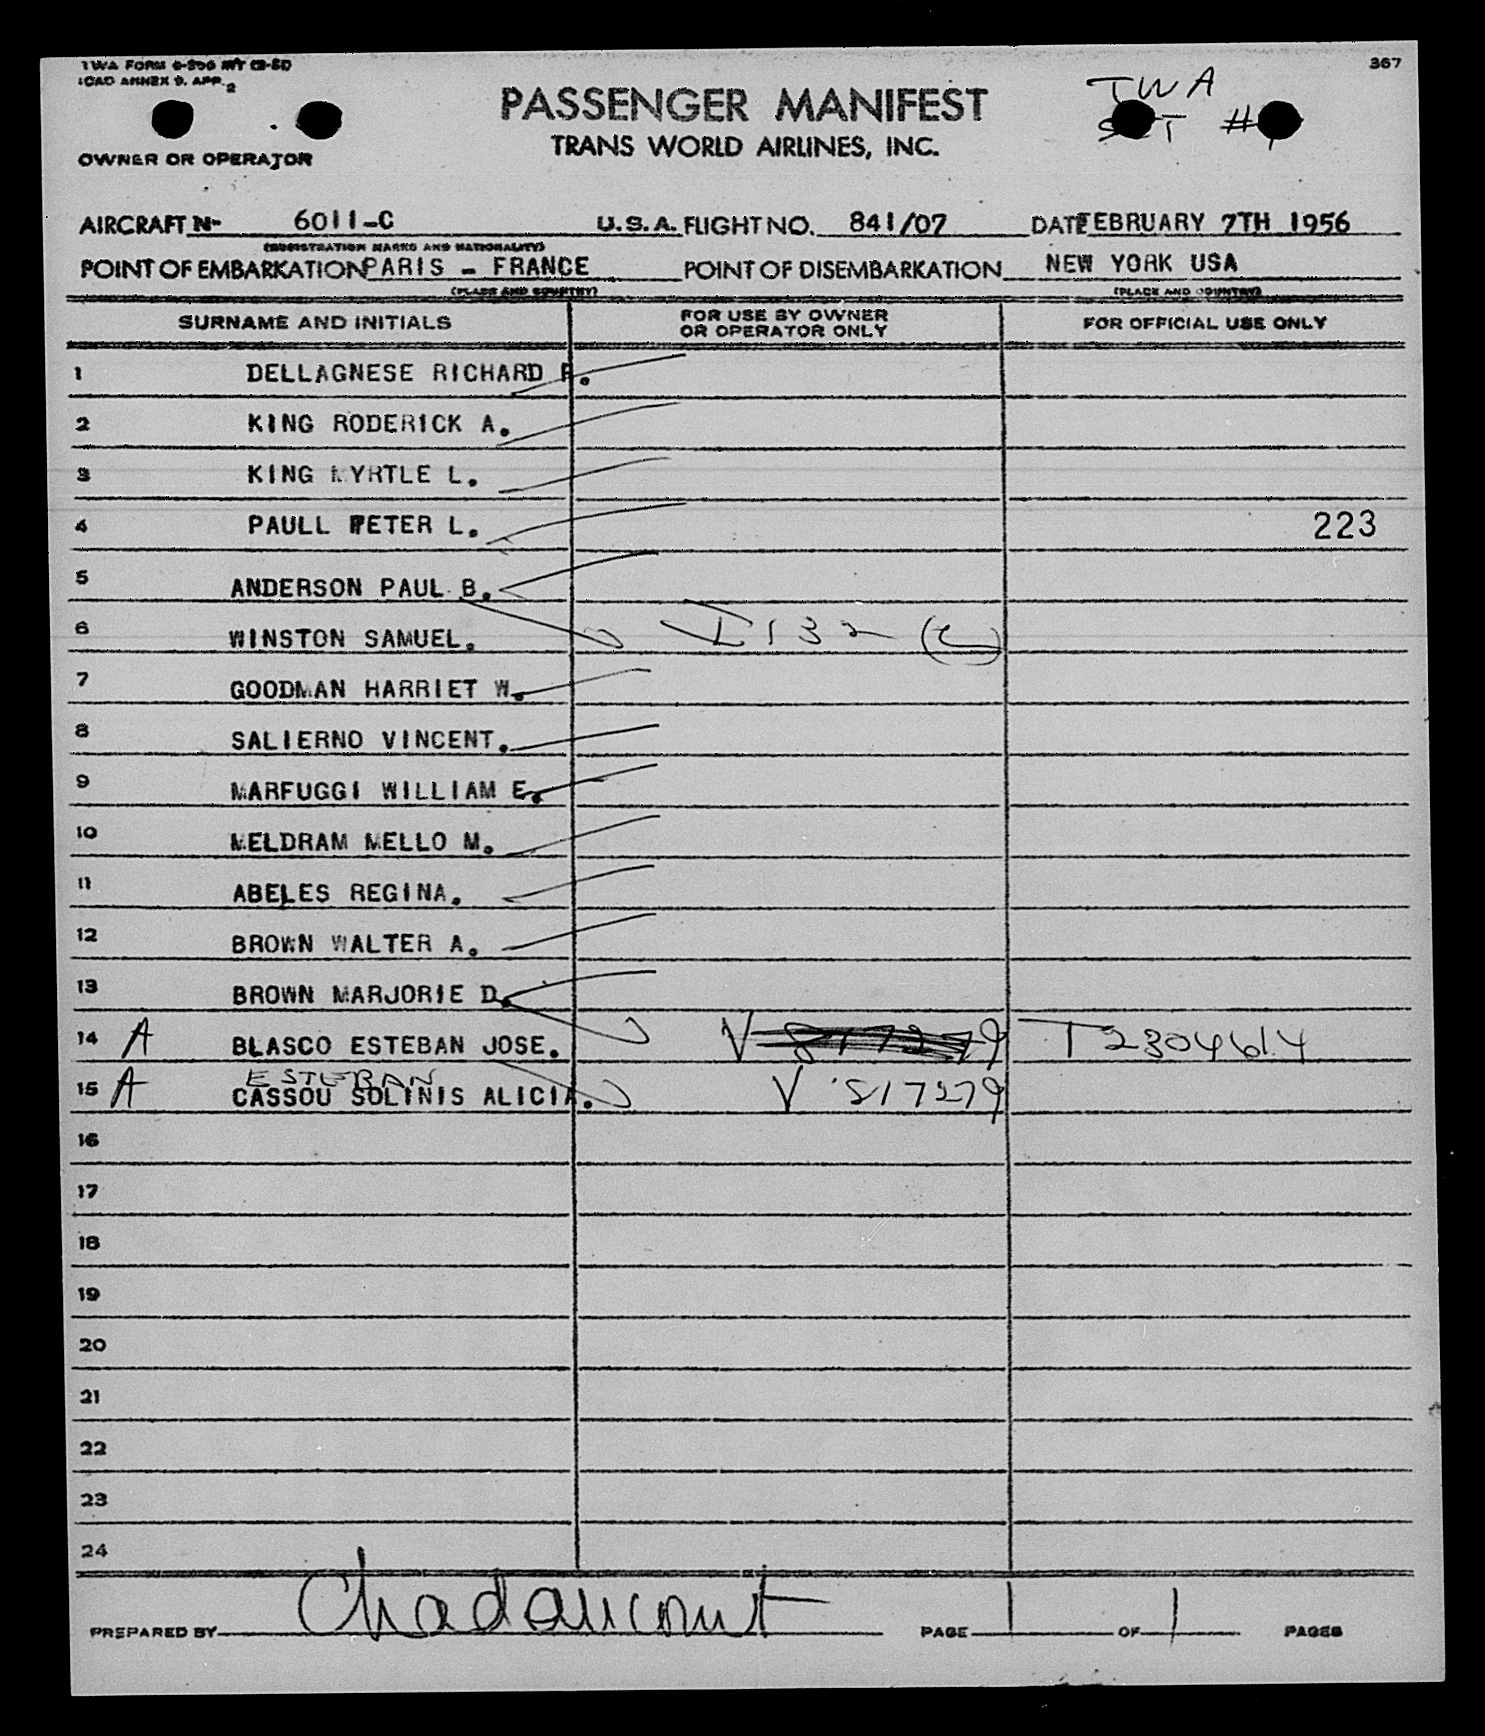 367
TWA FORM
ICAO ANNEX 9. APP. 2
TWA
PASSENGER MANIFEST
TRANS WORLD AIRLINES, INC.
OWNER OR OPERATOR
AIRCRAFT N- 6011-C U.S.A. FLIGHT NO. 841/07 DATE FEBRUARY 7TH 1956
(REGISTRATION MARKS AND NATIONALITY)
POINT OF EMBARKATION PARIS - FRANCE POINT OF DISEMBARKATION NEW YORK USA
(PLACE AND COUNTRY) (PLACE AND COUNTRY)
SURNAME AND INITIALS FOR USE BY OWNER OR OPERATOR ONLY FOR OFFICIAL USE ONLY
1 DELLAGNESE RICHARD
2 KING RODERICK A.
3 KING MYRTLE L.
4 PAULL PETER L. 223
5 ANDERSON PAUL B.
6 WINSTON SAMUEL. I 132
7 GOODMAN HARRIET W.
8 SALIERNO VINCENT.
9 MARFUGGI WILLIAM E.
10 MELDRAM MELLO M.
11 ABELES REGINA.
12 BROWN WALTER A.
13 BROWN MARJORIE D.
14 A BLASCO ESTEBAN JOSE. V 817279 T2304614
ESTEBAN
15 A CASSOU SOLINIS ALICIA. V 817279
16
17
18
19
20
21
22
23
24
PREPARED BY Chadaucourt PAGE 1 OF 1 PAGES